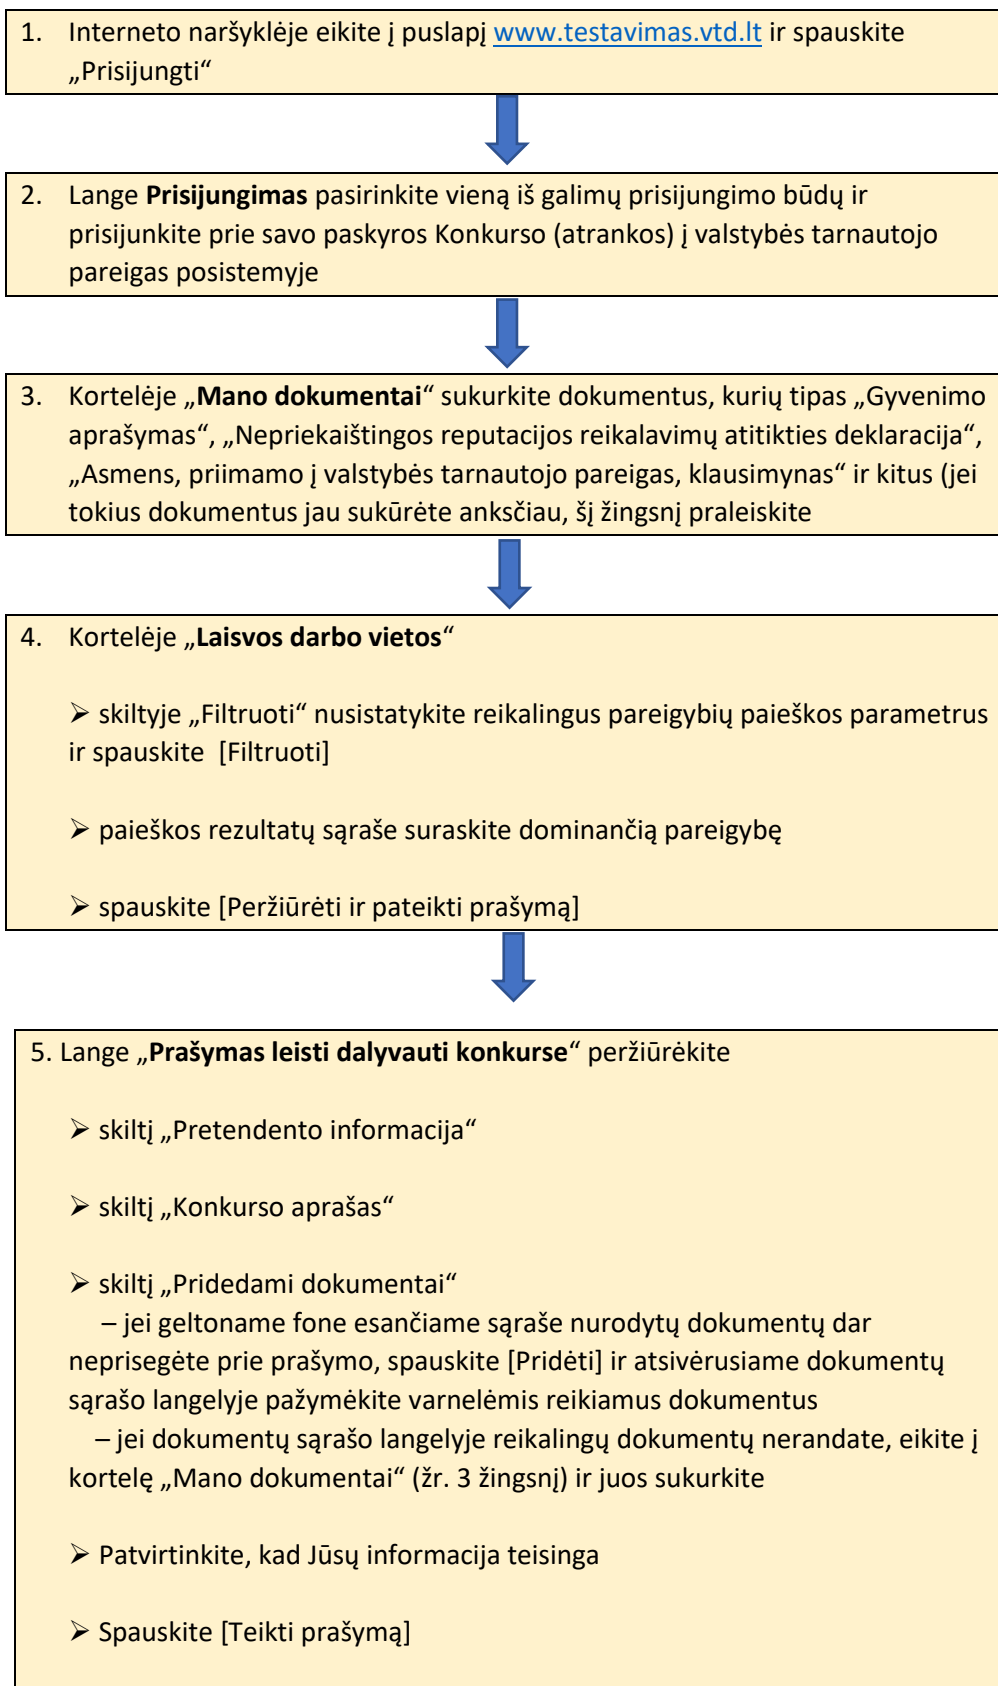 1. Interneto naršyklėje eikite į puslapį www.testavimas.vtd.lt ir spauskite
„Prisijungti“
2. Lange Prisijungimas pasirinkite vieną iš galimų prisijungimo būdų ir
prisijunkite prie savo paskyros Konkurso (atrankos) į valstybės tarnautojo
pareigas posistemyje
3. Kortelėje „Mano dokumentai“ sukurkite dokumentus, kurių tipas „Gyvenimo
aprašymas“, „Nepriekaištingos reputacijos reikalavimų atitikties deklaracija“,
„Asmens, priimamo į valstybės tarnautojo pareigas, klausimynas“ ir kitus (jei
tokius dokumentus jau sukūrėte anksčiau, šį žingsnį praleiskite
4. Kortelėje „Laisvos darbo vietos“
➢ skiltyje „Filtruoti“ nusistatykite reikalingus pareigybių paieškos parametrus
ir spauskite [Filtruoti]
➢ paieškos rezultatų sąraše suraskite dominančią pareigybę
➢ spauskite [Peržiūrėti ir pateikti prašymą]
5. Lange „Prašymas leisti dalyvauti konkurse“ peržiūrėkite
➢ skiltį „Pretendento informacija“
➢ skiltį „Konkurso aprašas“
➢ skiltį „Pridedami dokumentai“
– jei geltoname fone esančiame sąraše nurodytų dokumentų dar
neprisegėte prie prašymo, spauskite [Pridėti] ir atsivėrusiame dokumentų
sąrašo langelyje pažymėkite varnelėmis reikiamus dokumentus
– jei dokumentų sąrašo langelyje reikalingų dokumentų nerandate, eikite į
kortelę „Mano dokumentai“ (žr. 3 žingsnį) ir juos sukurkite
➢ Patvirtinkite, kad Jūsų informacija teisinga
➢ Spauskite [Teikti prašymą]